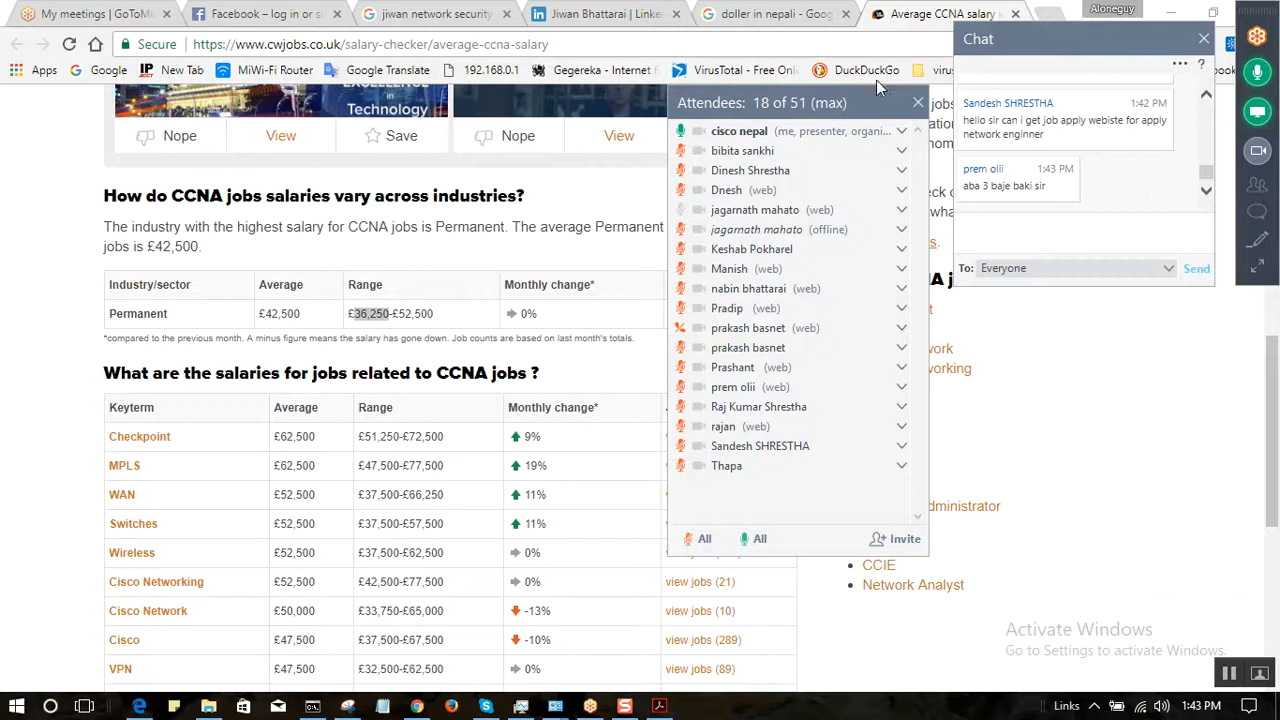 My meetings | GoToMe
Facebook – log in or s
jiwan network security
Jiwan Bhattarai | Linke
doller in nepali - Goog
Average CCNA salary
Aloneguy
Secure
https://www.cwjobs.co.uk/salary-checker/average-ccna-salary
Apps
Google
New Tab
MiWi-FRi Router
Google Translate
192.168.0.1
Gegereka - Internet f
VirusTotal - Free Onli
DuckDuckGo
Technology
Nope
View
Save
Nope
View
How do CCNA jobs salaries vary across industries?
The industry with the highest salary for CCNA jobs is Permanent. The average Permanent
jobs is £42,500.
Industry/sector Average Range Monthly change*
Permanent £42,500 £36,250-£52,500 0%
*compared to the previous month. A minus figure means the salary has gone down. Job counts are based on last month's totals.
What are the salaries for jobs related to CCNA jobs ?
Keyterm Average Range Monthly change*
Checkpoint £62,500 £51,250-£72,500 9%
MPLS £62,500 £47,500-£77,500 19%
WAN £52,500 £37,500-£66,250 11%
Switches £52,500 £37,500-£57,500 11%
Wireless £52,500 £37,500-£62,500 0%
Cisco Networking £52,500 £42,500-£77,500 0% view jobs (21)
Cisco Network £50,000 £33,750-£65,000 -13% view jobs (10)
Cisco £47,500 £37,500-£67,500 -10% view jobs (289)
VPN £47,500 £32,500-£62,500 0% view jobs (89)
Attendees: 18 of 51 (max)
cisco nepal (me, presenter, organi...
bibita sankhi
Dinesh Shrestha
Dnesh (web)
jagarnath mahato (web)
jagarnath mahato (offline)
Keshab Pokharel
Manish (web)
nabin bhattarai (web)
Pradip (web)
prakash basnet (web)
prakash basnet
Prashant (web)
prem olii (web)
Raj Kumar Shrestha
rajan (web)
Sandesh SHRESTHA
Thapa
All
All
Invite
Chat
?
Sandesh SHRESTHA 1:42 PM
hello sir can i get job apply webiste for apply
network enginner
prem olii 1:43 PM
aba 3 baje baki sir
To: Everyone Send
work
working
dministrator
CCIE
Network Analyst
Activate Windows
Go to Settings to activate Windows.
Links
1:43 PM